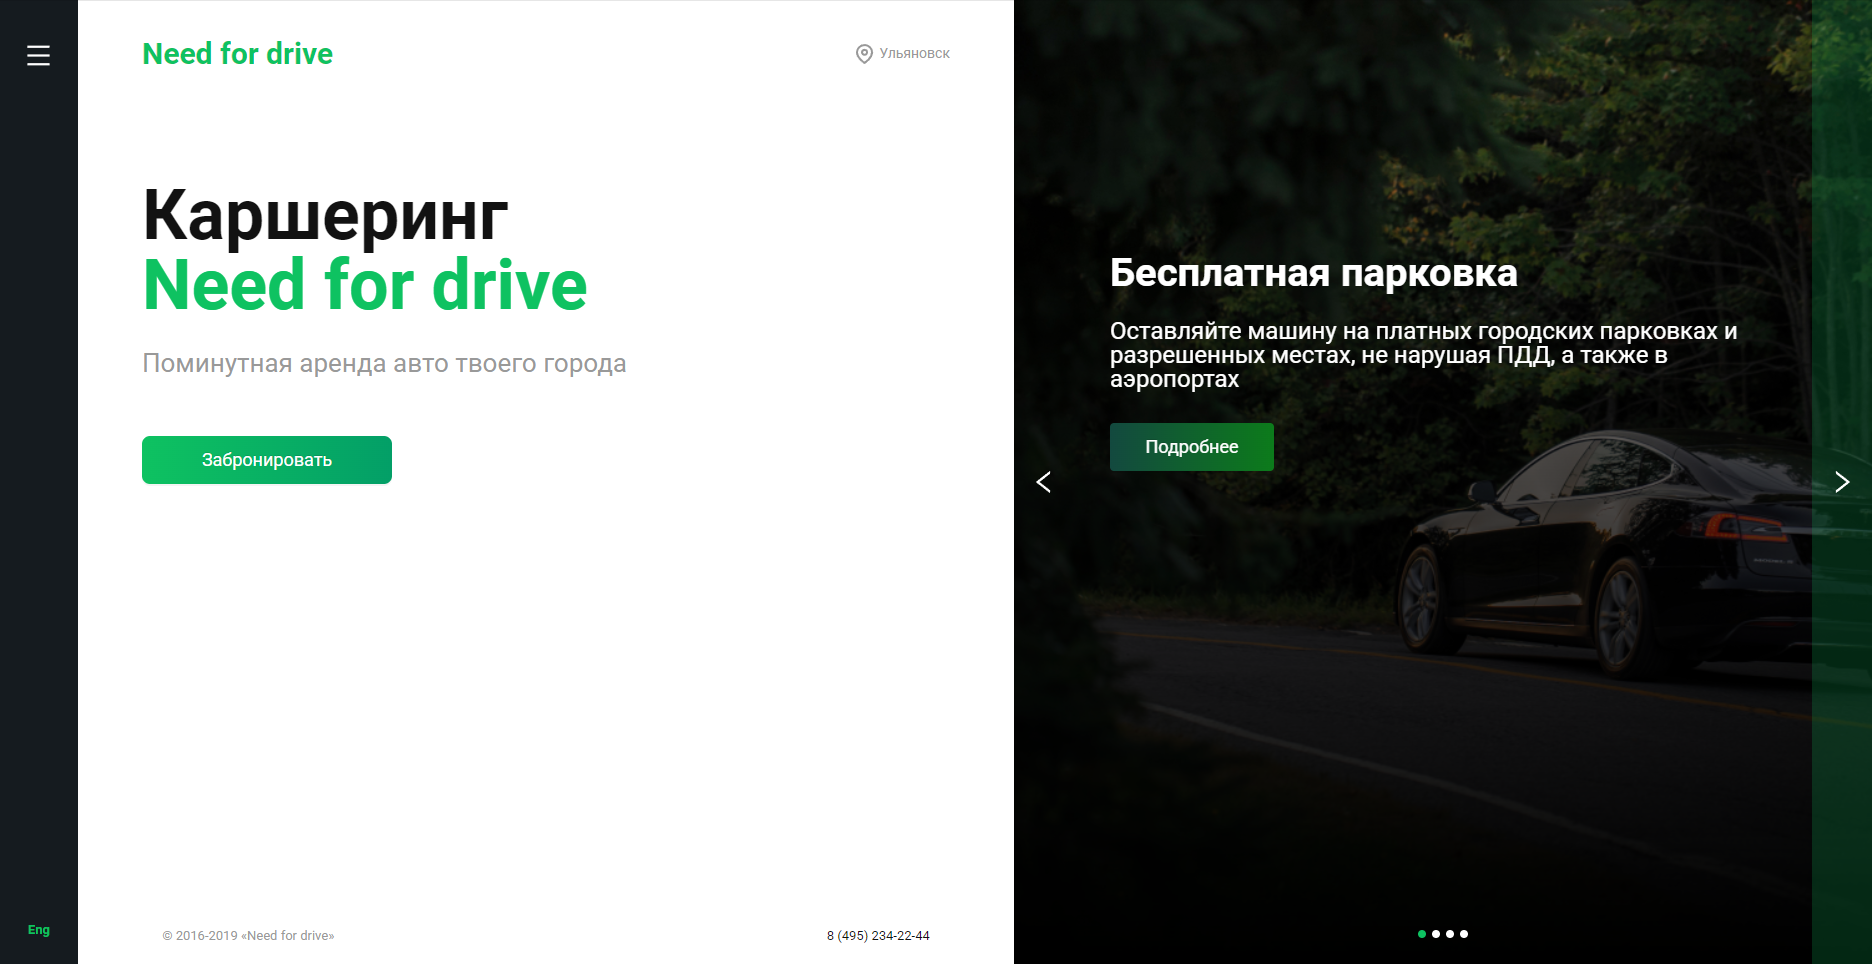 Need for drive
Ульяновск
Каршеринг
Need for drive
Поминутная аренда авто твоего города
Забронировать
Eng
© 2016-2019 «Need for drive»
8 (495) 234-22-44
Бесплатная парковка
Оставляйте машину на платных городских парковках и
разрешенных местах, не нарушая ПДД, а также в
аэропортах
Подробнее